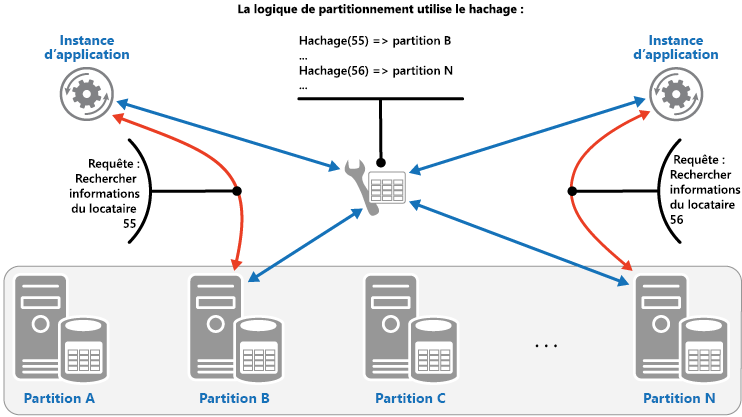 La logique de partitionnement utilise le hachage :
Instance
d'application
Hachage(55) => partition B
...
Hachage(56) => partition N
...
Instance
d'application
Requête :
Rechercher
informations
du locataire
55
Requête :
Rechercher
informations
du locataire
56
...
Partition A
Partition B
Partition C
Partition N